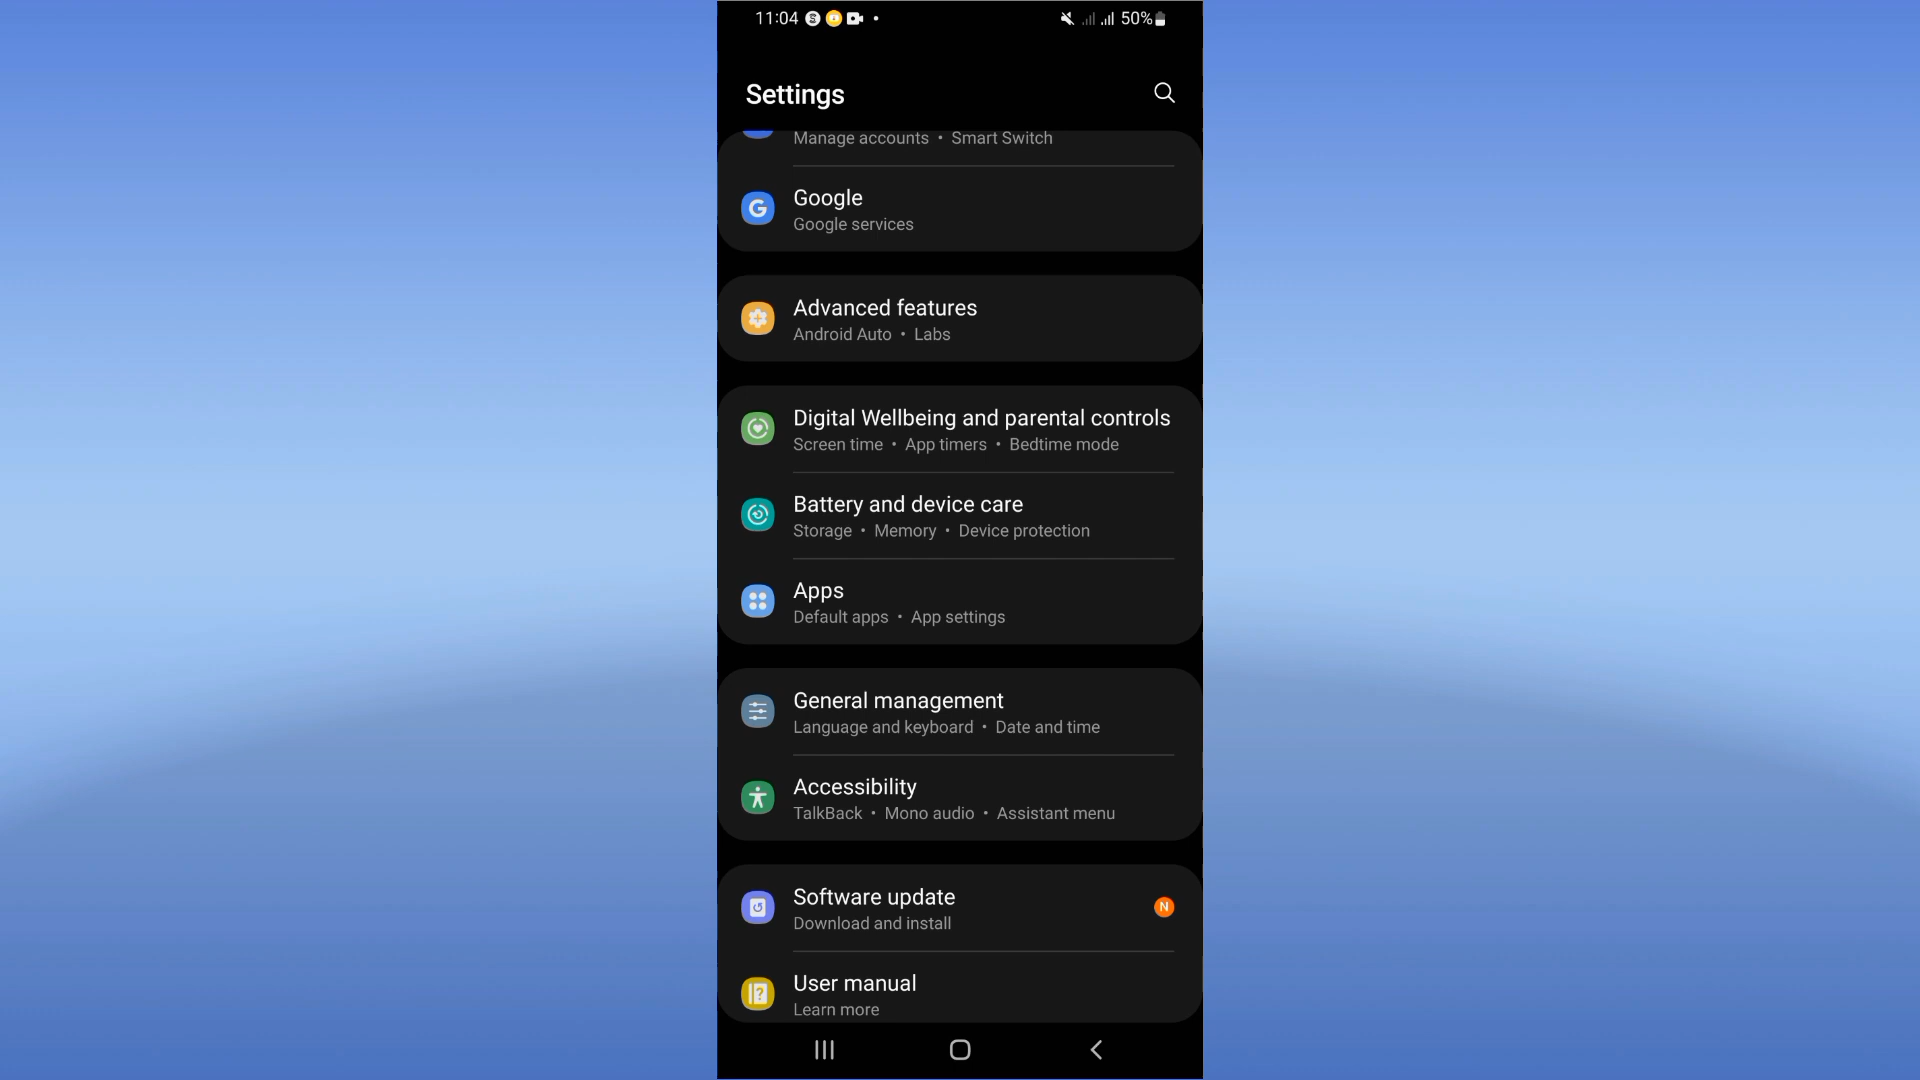 11:04 50%
Settings
Manage accounts • Smart Switch
Google
Google services
Advanced features
Android Auto • Labs
Digital Wellbeing and parental controls
Screen time • App timers • Bedtime mode
Battery and device care
Storage • Memory • Device protection
Apps
Default apps • App settings
General management
Language and keyboard • Date and time
Accessibility
TalkBack • Mono audio • Assistant menu
Software update
N
Download and install
User manual
Learn more